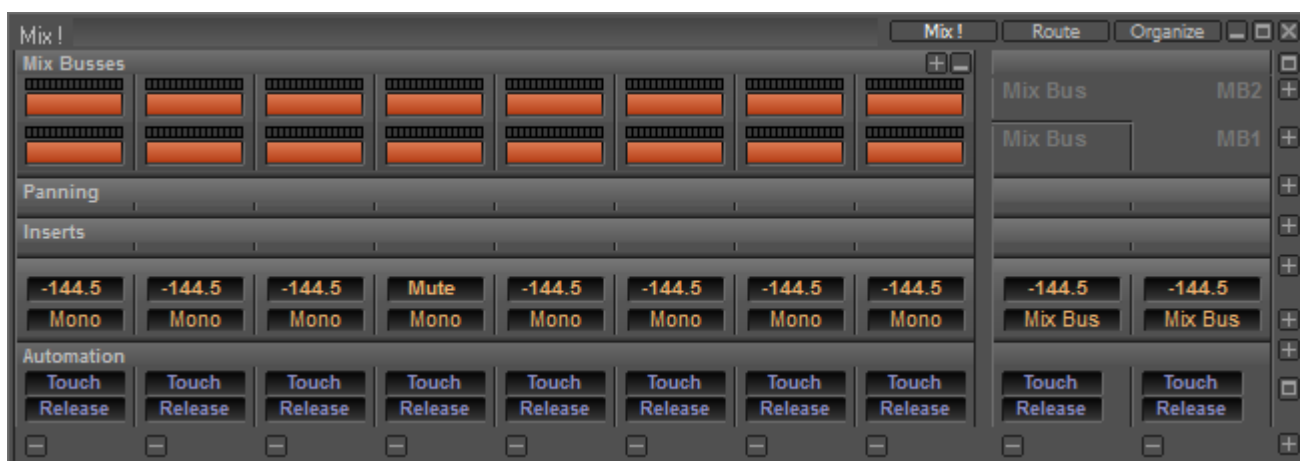 Mix ! Mix ! Route Organize
Mix Busses
Mix Bus MB2
Mix Bus MB1
Panning
Inserts
-144.5 -144.5 -144.5 Mute -144.5 -144.5 -144.5 -144.5 -144.5 -144.5
Mono Mono Mono Mono Mono Mono Mono Mono Mix Bus Mix Bus
Automation
Touch Touch Touch Touch Touch Touch Touch Touch Touch Touch
Release Release Release Release Release Release Release Release Release Release